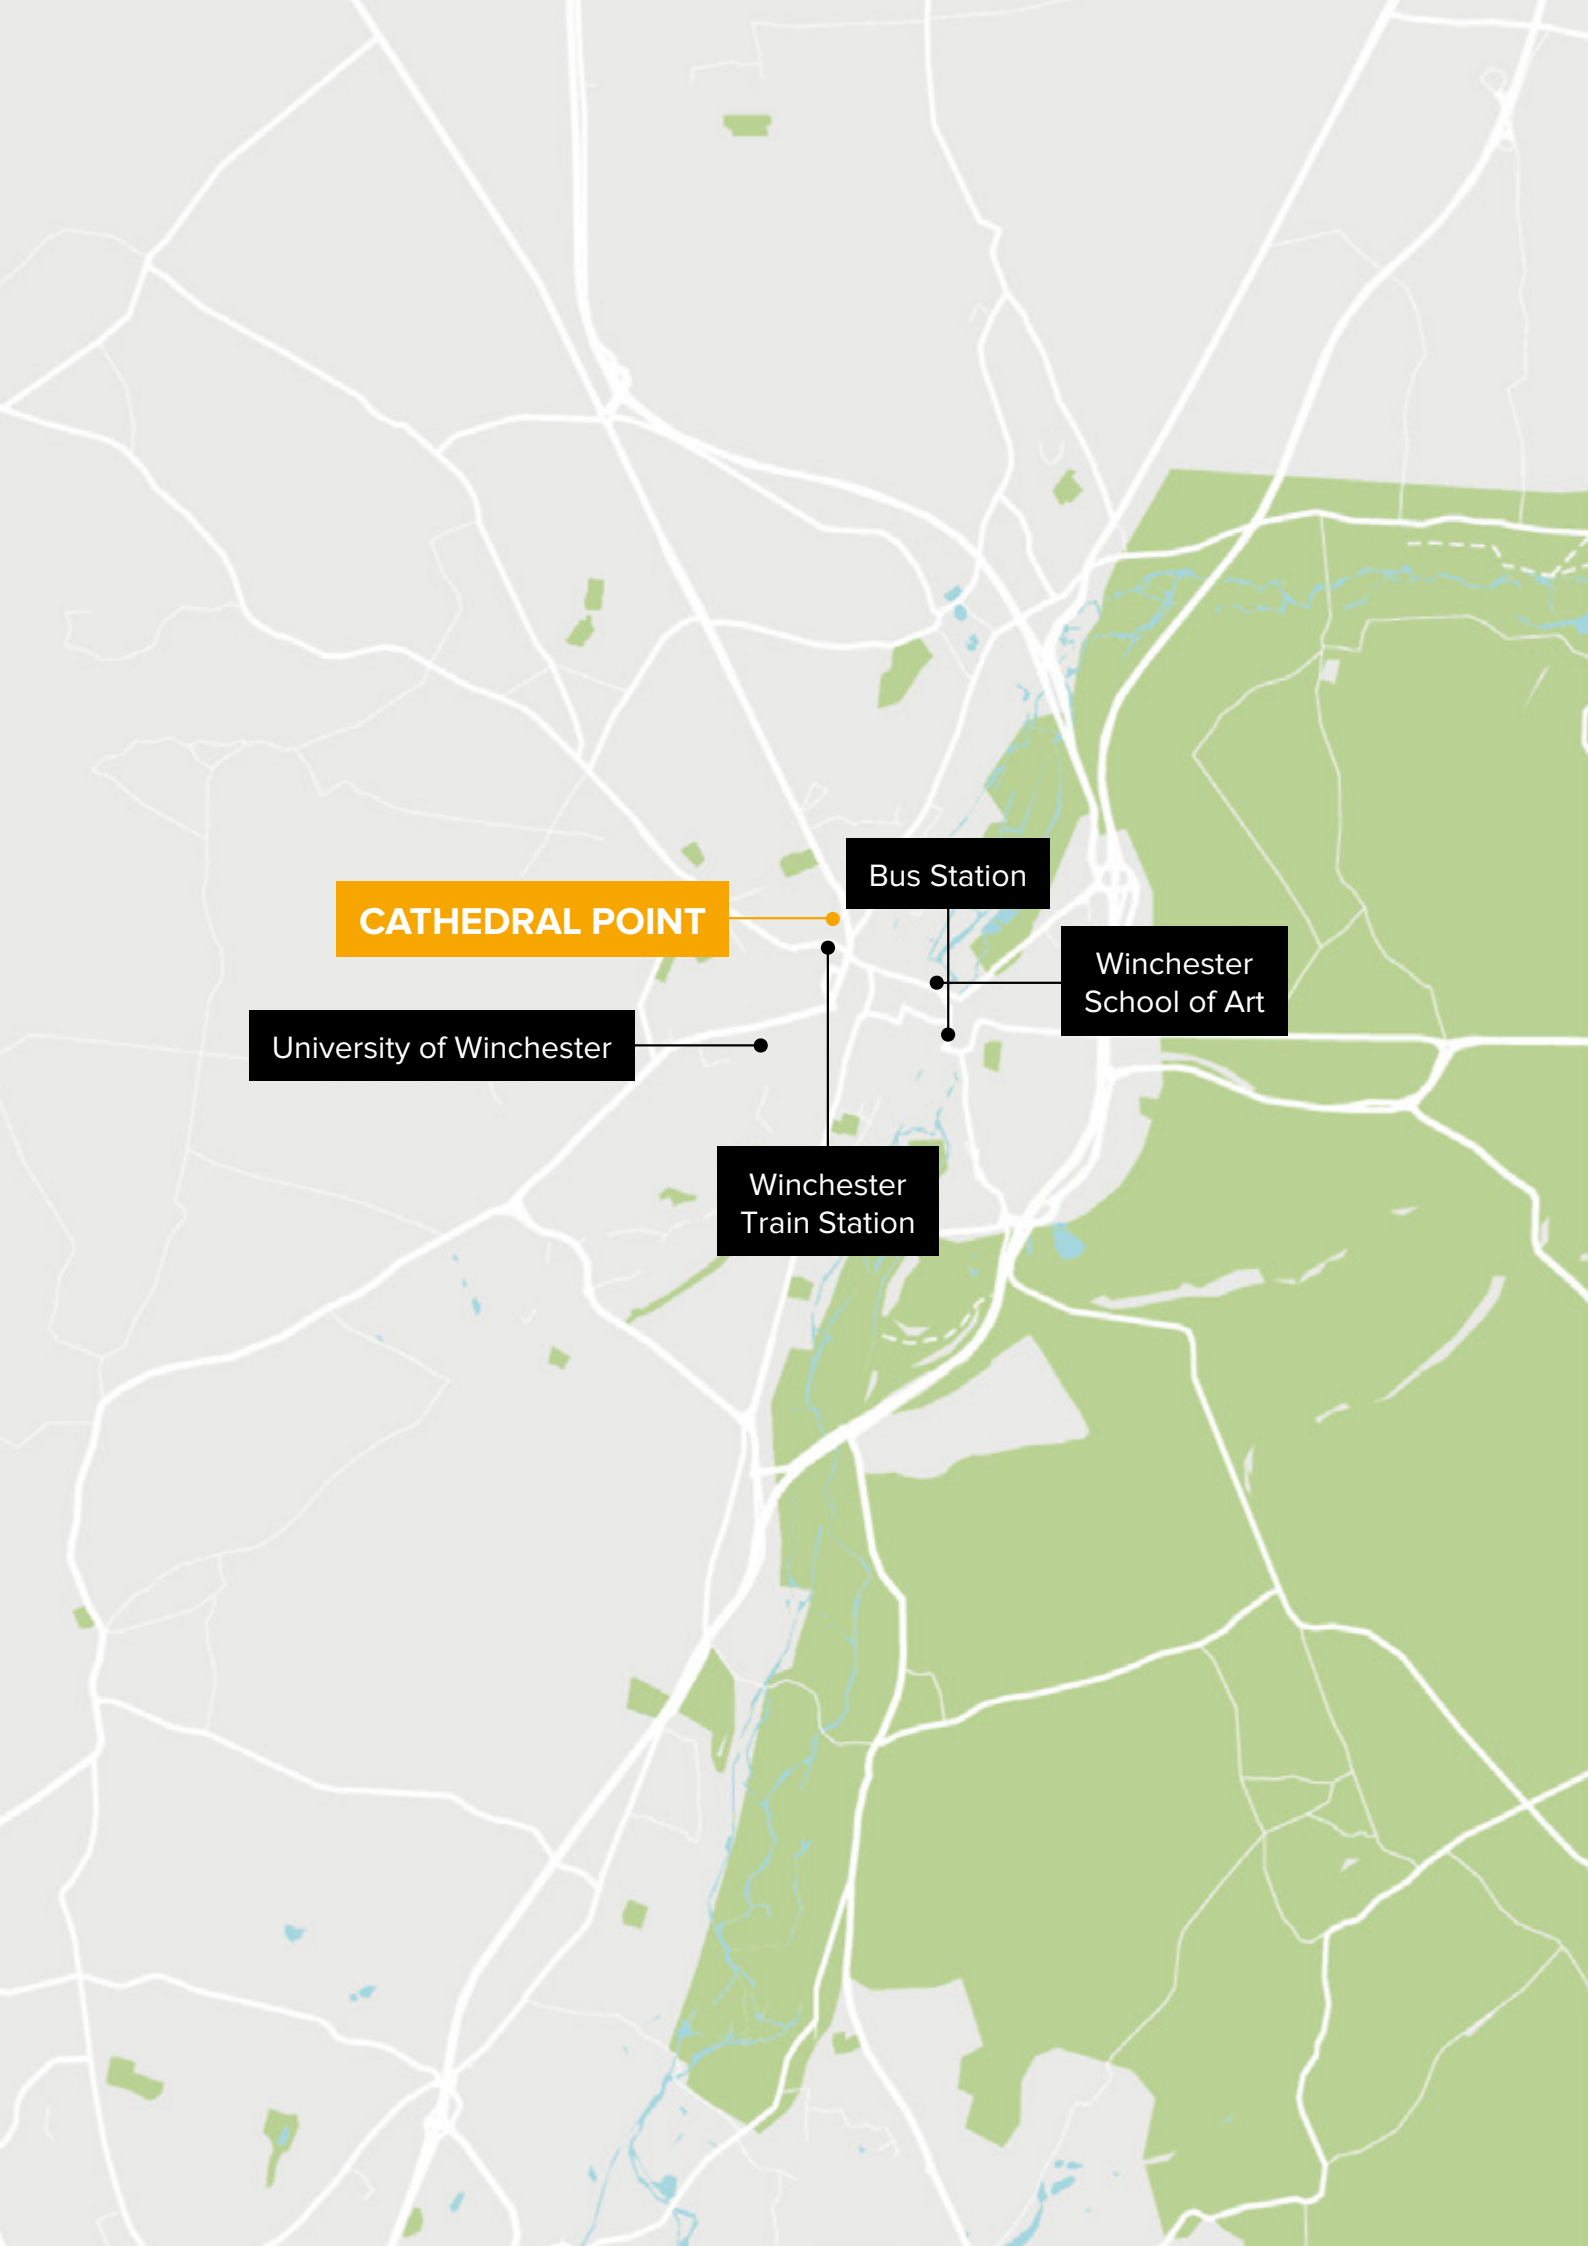 Bus Station
CATHEDRAL POINT
Winchester
School of Art
University of Winchester
Winchester
Train Station